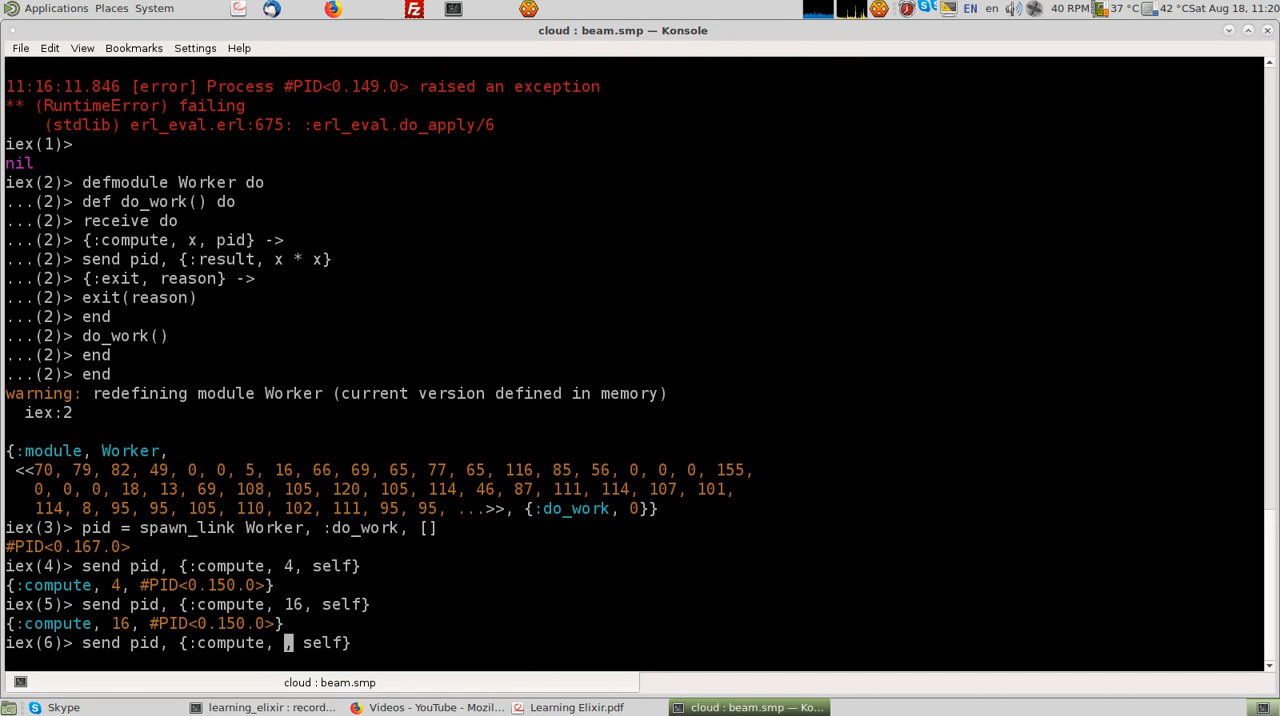 Applications Places System
EN en 40 RPM 37 °C 42 °C Sat Aug 18, 11:20
cloud : beam.smp — Konsole
File Edit View Bookmarks Settings Help
11:16:11.846 [error] Process #PID<0.149.0> raised an exception
** (RuntimeError) failing
(stdlib) erl_eval.erl:675: :erl_eval.do_apply/6
iex(1)>
nil
iex(2)> defmodule Worker do
...(2)> def do_work() do
...(2)> receive do
...(2)> {:compute, x, pid} ->
...(2)> send pid, {:result, x * x}
...(2)> {:exit, reason} ->
...(2)> exit(reason)
...(2)> end
...(2)> do_work()
...(2)> end
...(2)> end
warning: redefining module Worker (current version defined in memory)
iex:2
{:module, Worker,
<<70, 79, 82, 49, 0, 0, 5, 16, 66, 69, 65, 77, 65, 116, 85, 56, 0, 0, 0, 155,
0, 0, 0, 18, 13, 69, 108, 105, 120, 105, 114, 46, 87, 111, 114, 107, 101,
114, 8, 95, 95, 105, 110, 102, 111, 95, 95, ...>>, {:do_work, 0}}
iex(3)> pid = spawn_link Worker, :do_work, []
#PID<0.167.0>
iex(4)> send pid, {:compute, 4, self}
{:compute, 4, #PID<0.150.0>}
iex(5)> send pid, {:compute, 16, self}
{:compute, 16, #PID<0.150.0>}
iex(6)> send pid, {:compute, , self}
cloud : beam.smp
Skype learning_elixir : record... Videos - YouTube - Mozil... Learning Elixir.pdf cloud : beam.smp — Ko...